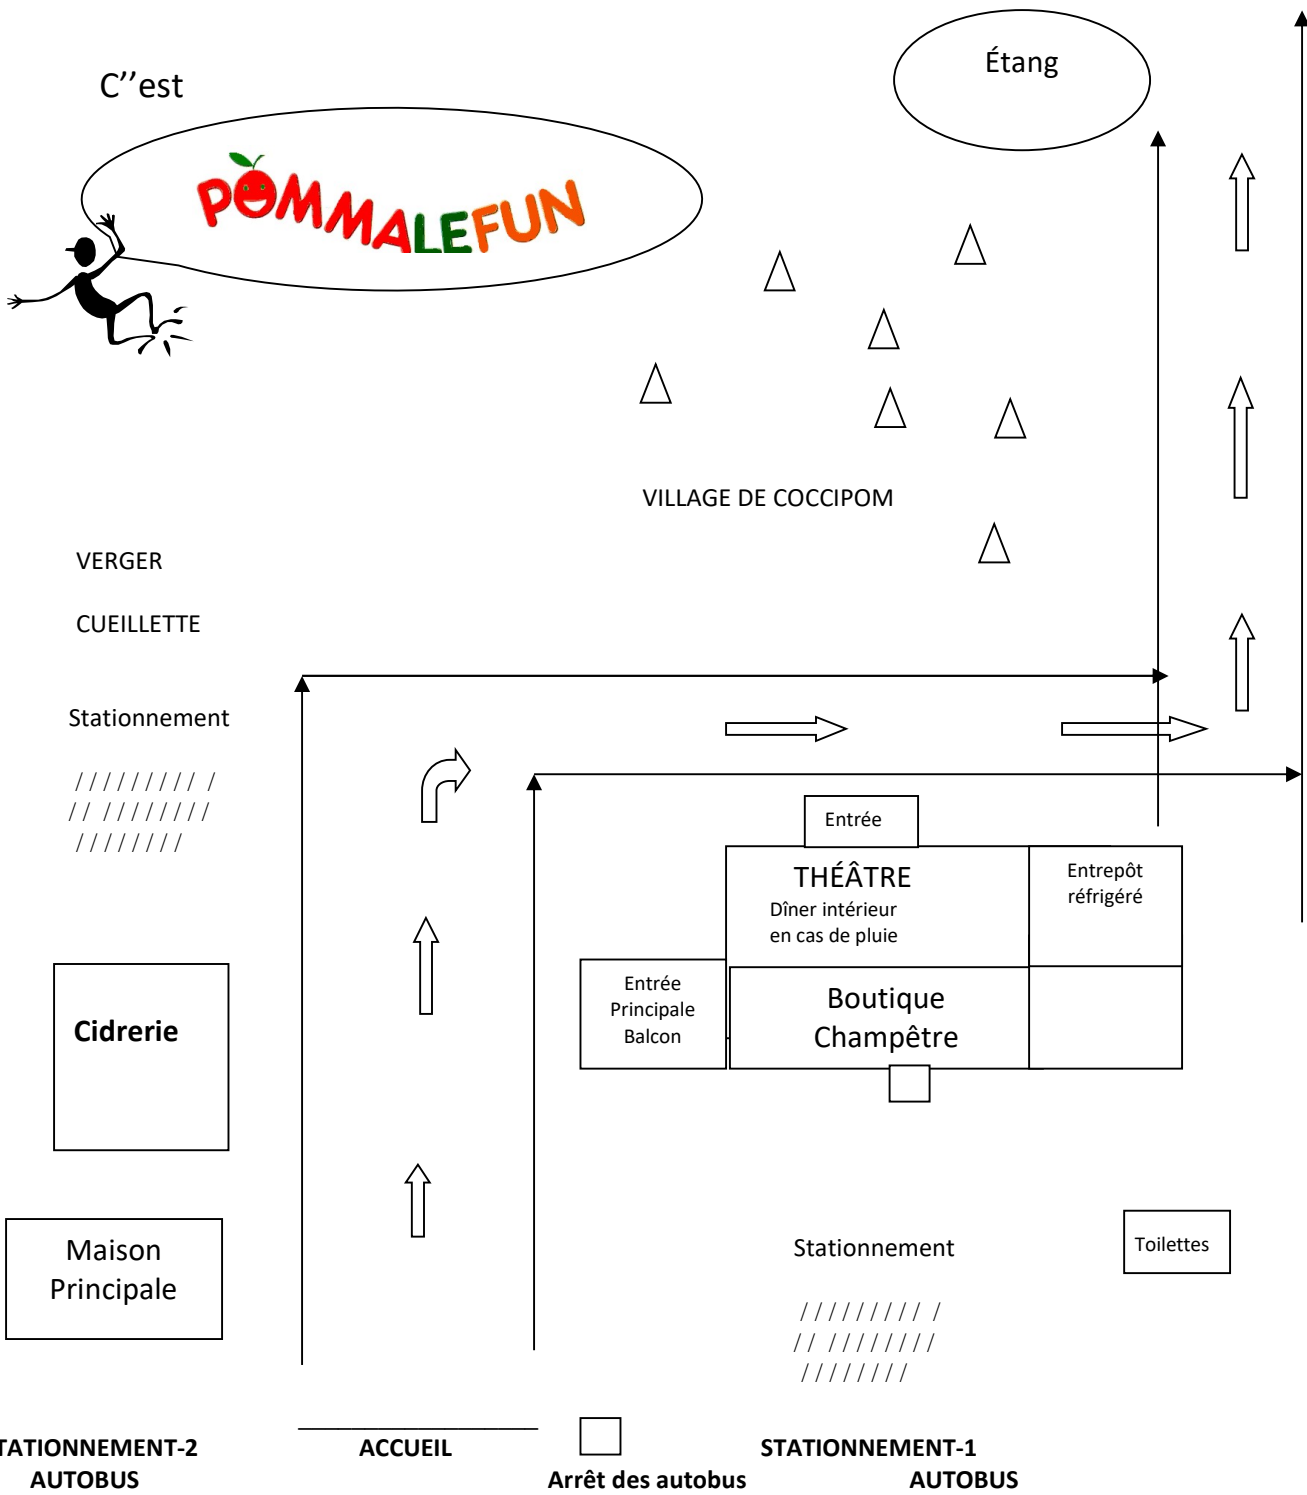 Étang
C’’est
POMMALEFUN
VILLAGE DE COCCIPOM
VERGER
CUEILLETTE
Stationnement
/ / / / / / / / / /
/ / / / / / / / / /
/ / / / / / / /
Entrée
THÉÂTRE
Dîner intérieur
en cas de pluie
Entrepôt
réfrigéré
Entrée
Principale
Balcon
Boutique
Champêtre
Cidrerie
Maison
Principale
Stationnement
/ / / / / / / / / /
/ / / / / / / / / /
/ / / / / / / /
Toilettes
TATIONNEMENT-2
AUTOBUS
ACCUEIL
Arrêt des autobus
STATIONNEMENT-1
AUTOBUS